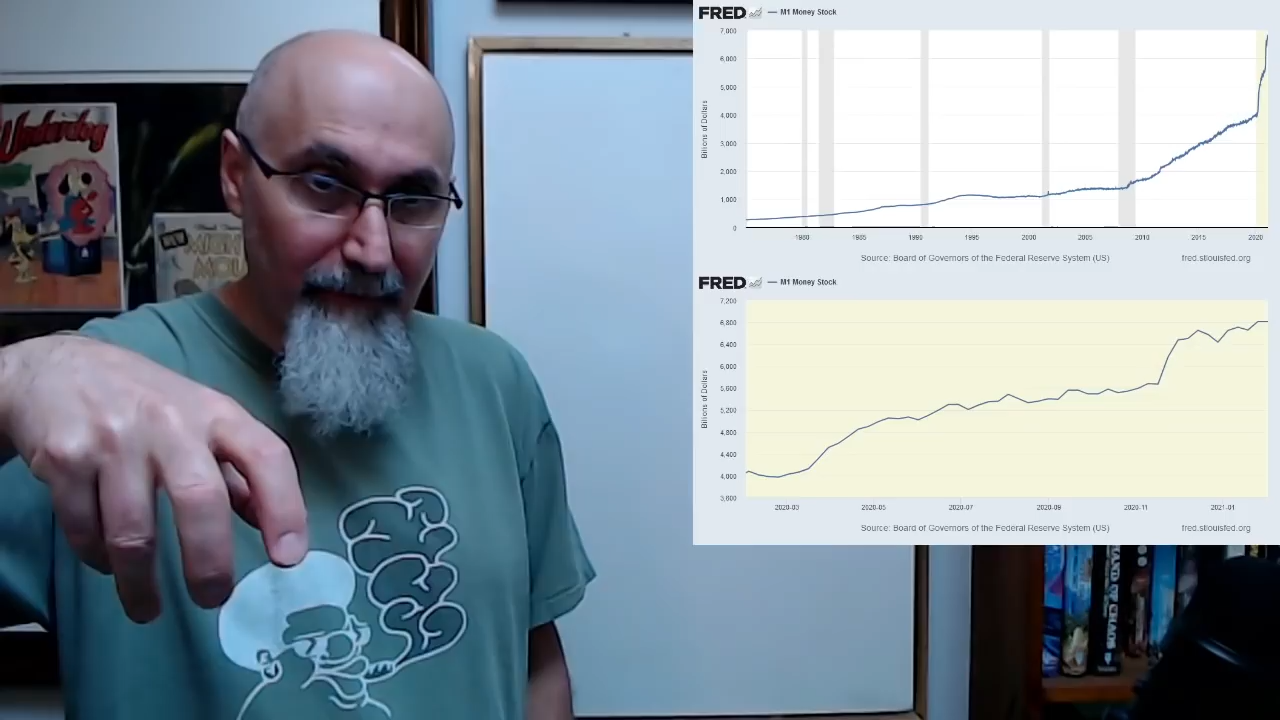 Underdog
NEW
MIGHTY
MOU
FRED
M1 Money Stock
7,000
6,000
5,000
4,000
3,000
2,000
1,000
0
Billions of Dollars
1980
1985
1990
1995
2000
2005
2010
2015
2020
Source: Board of Governors of the Federal Reserve System (US)
fred.stlouisfed.org
FRED
M1 Money Stock
7,200
6,800
6,400
6,000
5,600
5,200
4,800
4,400
4,000
3,600
Billions of Dollars
2020-03
2020-05
2020-07
2020-09
2020-11
2021-01
Source: Board of Governors of the Federal Reserve System (US)
fred.stlouisfed.org